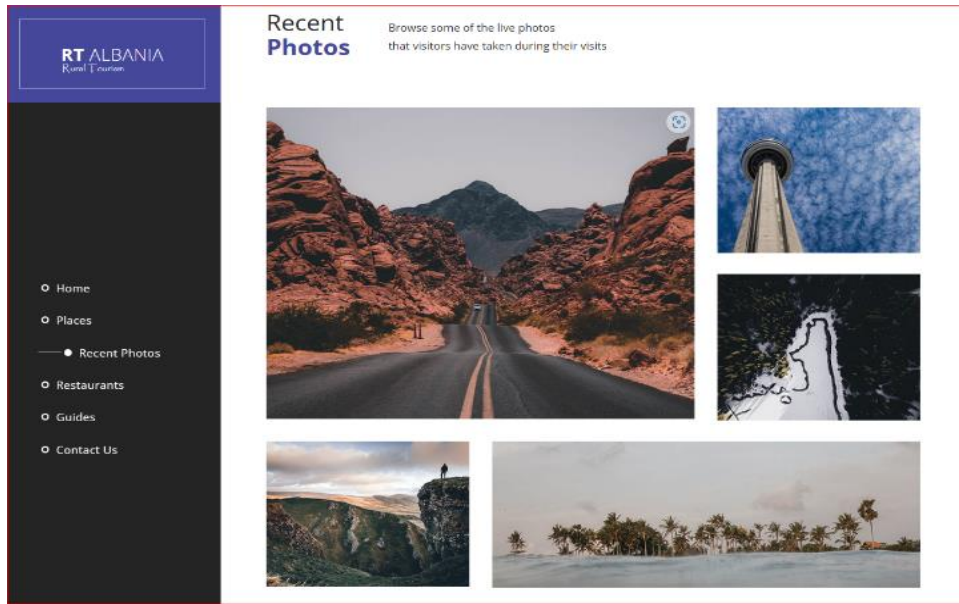 RT ALBANIA
Rural Tourism
Home
Places
Recent Photos
Restaurants
Guides
Contact Us
Recent
Photos
Browse some of the live photos
that visitors have taken during their visits